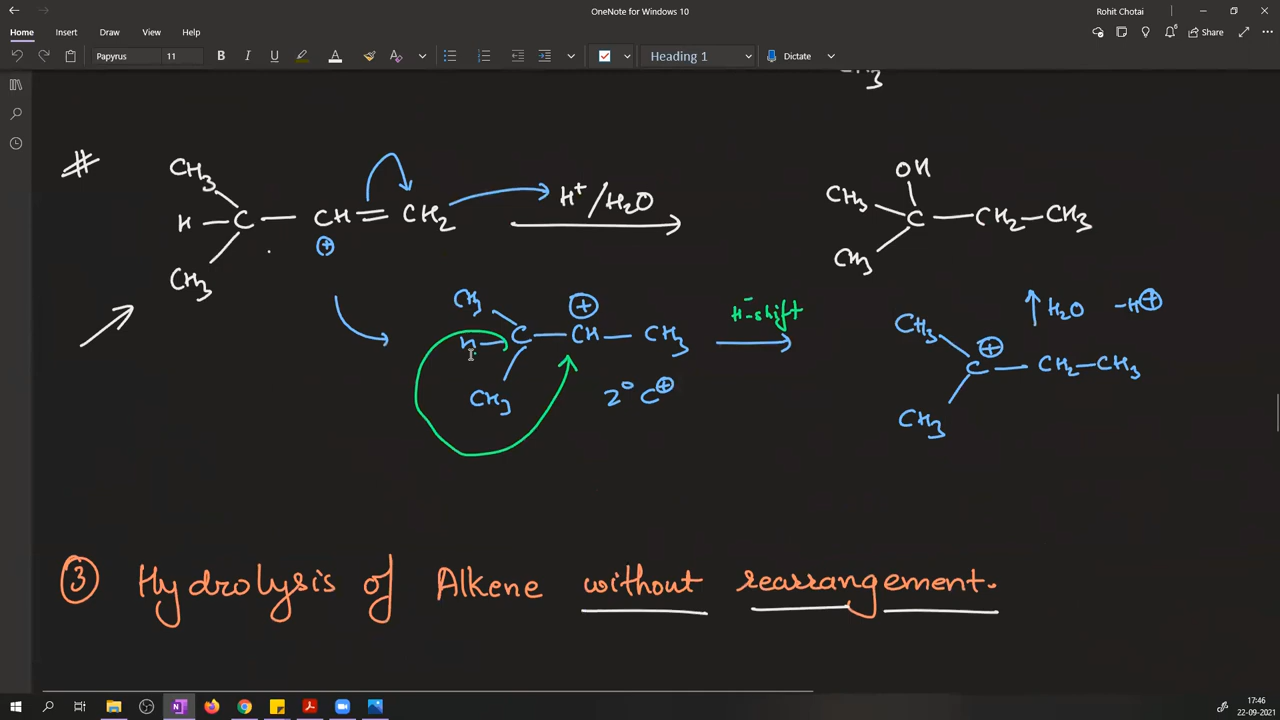 OneNote for Windows 10
Rohit Chotai
Home Insert Draw View Help
Share
Papyrus 11 B I U A Heading 1 Dictate
CH3
#
CH3
H — C — CH = CH2
⊕
CH3
H+/H2O
OH
CH3
C — CH2 — CH3
CH3
CH3 ⊕
H — C — CH — CH3
CH3
2° C⊕
H⁻-shift
H2O -H⊕
CH3 ⊕
C — CH2 — CH3
CH3
③ Hydrolysis of Alkene without rearrangement.
17:46
22-09-2021